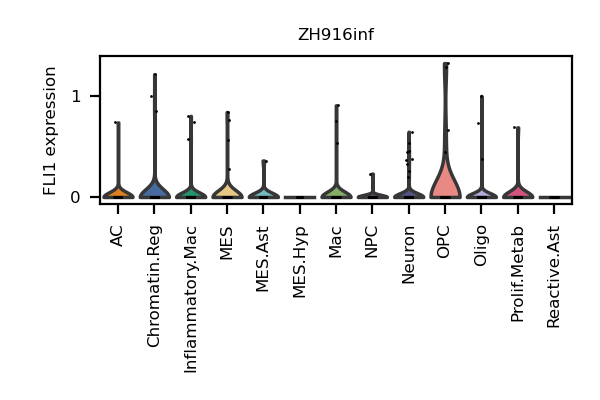 ZH916inf
FLI1 expression
1
0
AC
Chromatin.Reg
Inflammatory.Mac
MES
MES.Ast
MES.Hyp
Mac
NPC
Neuron
OPC
Oligo
Prolif.Metab
Reactive.Ast